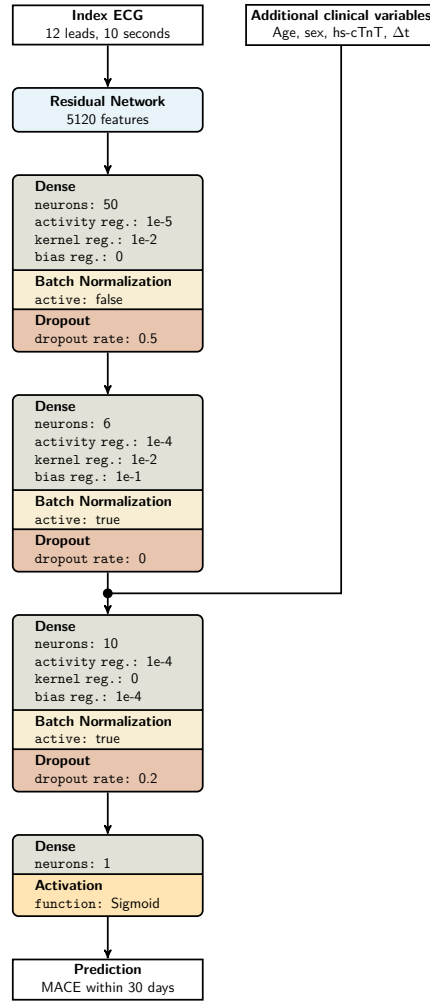 Index ECG
12 leads, 10 seconds
Additional clinical variables
Age, sex, hs-cTnT, Δt
Residual Network
5120 features
Dense
neurons: 50
activity reg.: 1e-5
kernel reg.: 1e-2
bias reg.: 0
Batch Normalization
active: false
Dropout
dropout rate: 0.5
Dense
neurons: 6
activity reg.: 1e-4
kernel reg.: 1e-2
bias reg.: 1e-1
Batch Normalization
active: true
Dropout
dropout rate: 0
Dense
neurons: 10
activity reg.: 1e-4
kernel reg.: 0
bias reg.: 1e-4
Batch Normalization
active: true
Dropout
dropout rate: 0.2
Dense
neurons: 1
Activation
function: Sigmoid
Prediction
MACE within 30 days